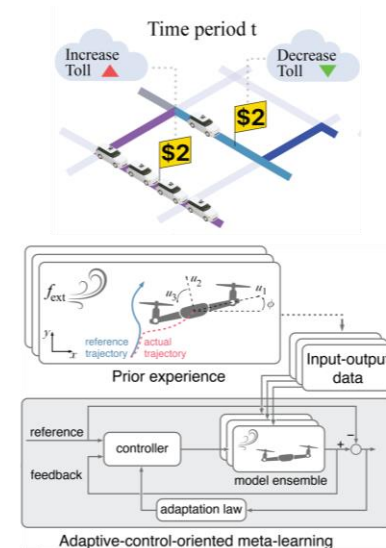 Time period t
Increase
Toll
Decrease
Toll
$2
$2
f_ext
u_2
u_3
u_1
ϕ
y
x
reference
trajectory
actual
trajectory
Prior experience
Input-output
data
reference
feedback
controller
model ensemble
+
−
adaptation law
Adaptive-control-oriented meta-learning